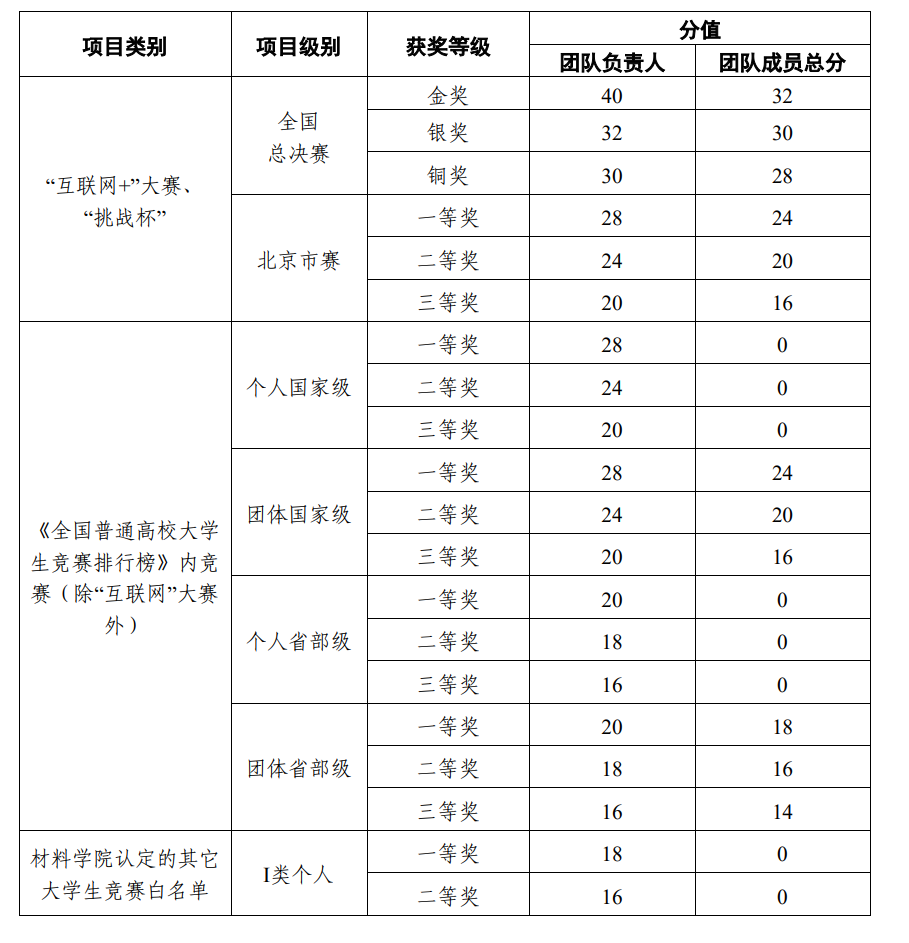 项目类别 项目级别 获奖等级 分值
团队负责人 团队成员总分
“互联网+”大赛、
“挑战杯”
全国
总决赛
金奖 40 32
银奖 32 30
铜奖 30 28
北京市赛
一等奖 28 24
二等奖 24 20
三等奖 20 16
《全国普通高校大学
生竞赛排行榜》内竞
赛（除“互联网”大赛
外）
个人国家级
一等奖 28 0
二等奖 24 0
三等奖 20 0
团体国家级
一等奖 28 24
二等奖 24 20
三等奖 20 16
个人省部级
一等奖 20 0
二等奖 18 0
三等奖 16 0
团体省部级
一等奖 20 18
二等奖 18 16
三等奖 16 14
材料学院认定的其它
大学生竞赛白名单
I类个人
一等奖 18 0
二等奖 16 0